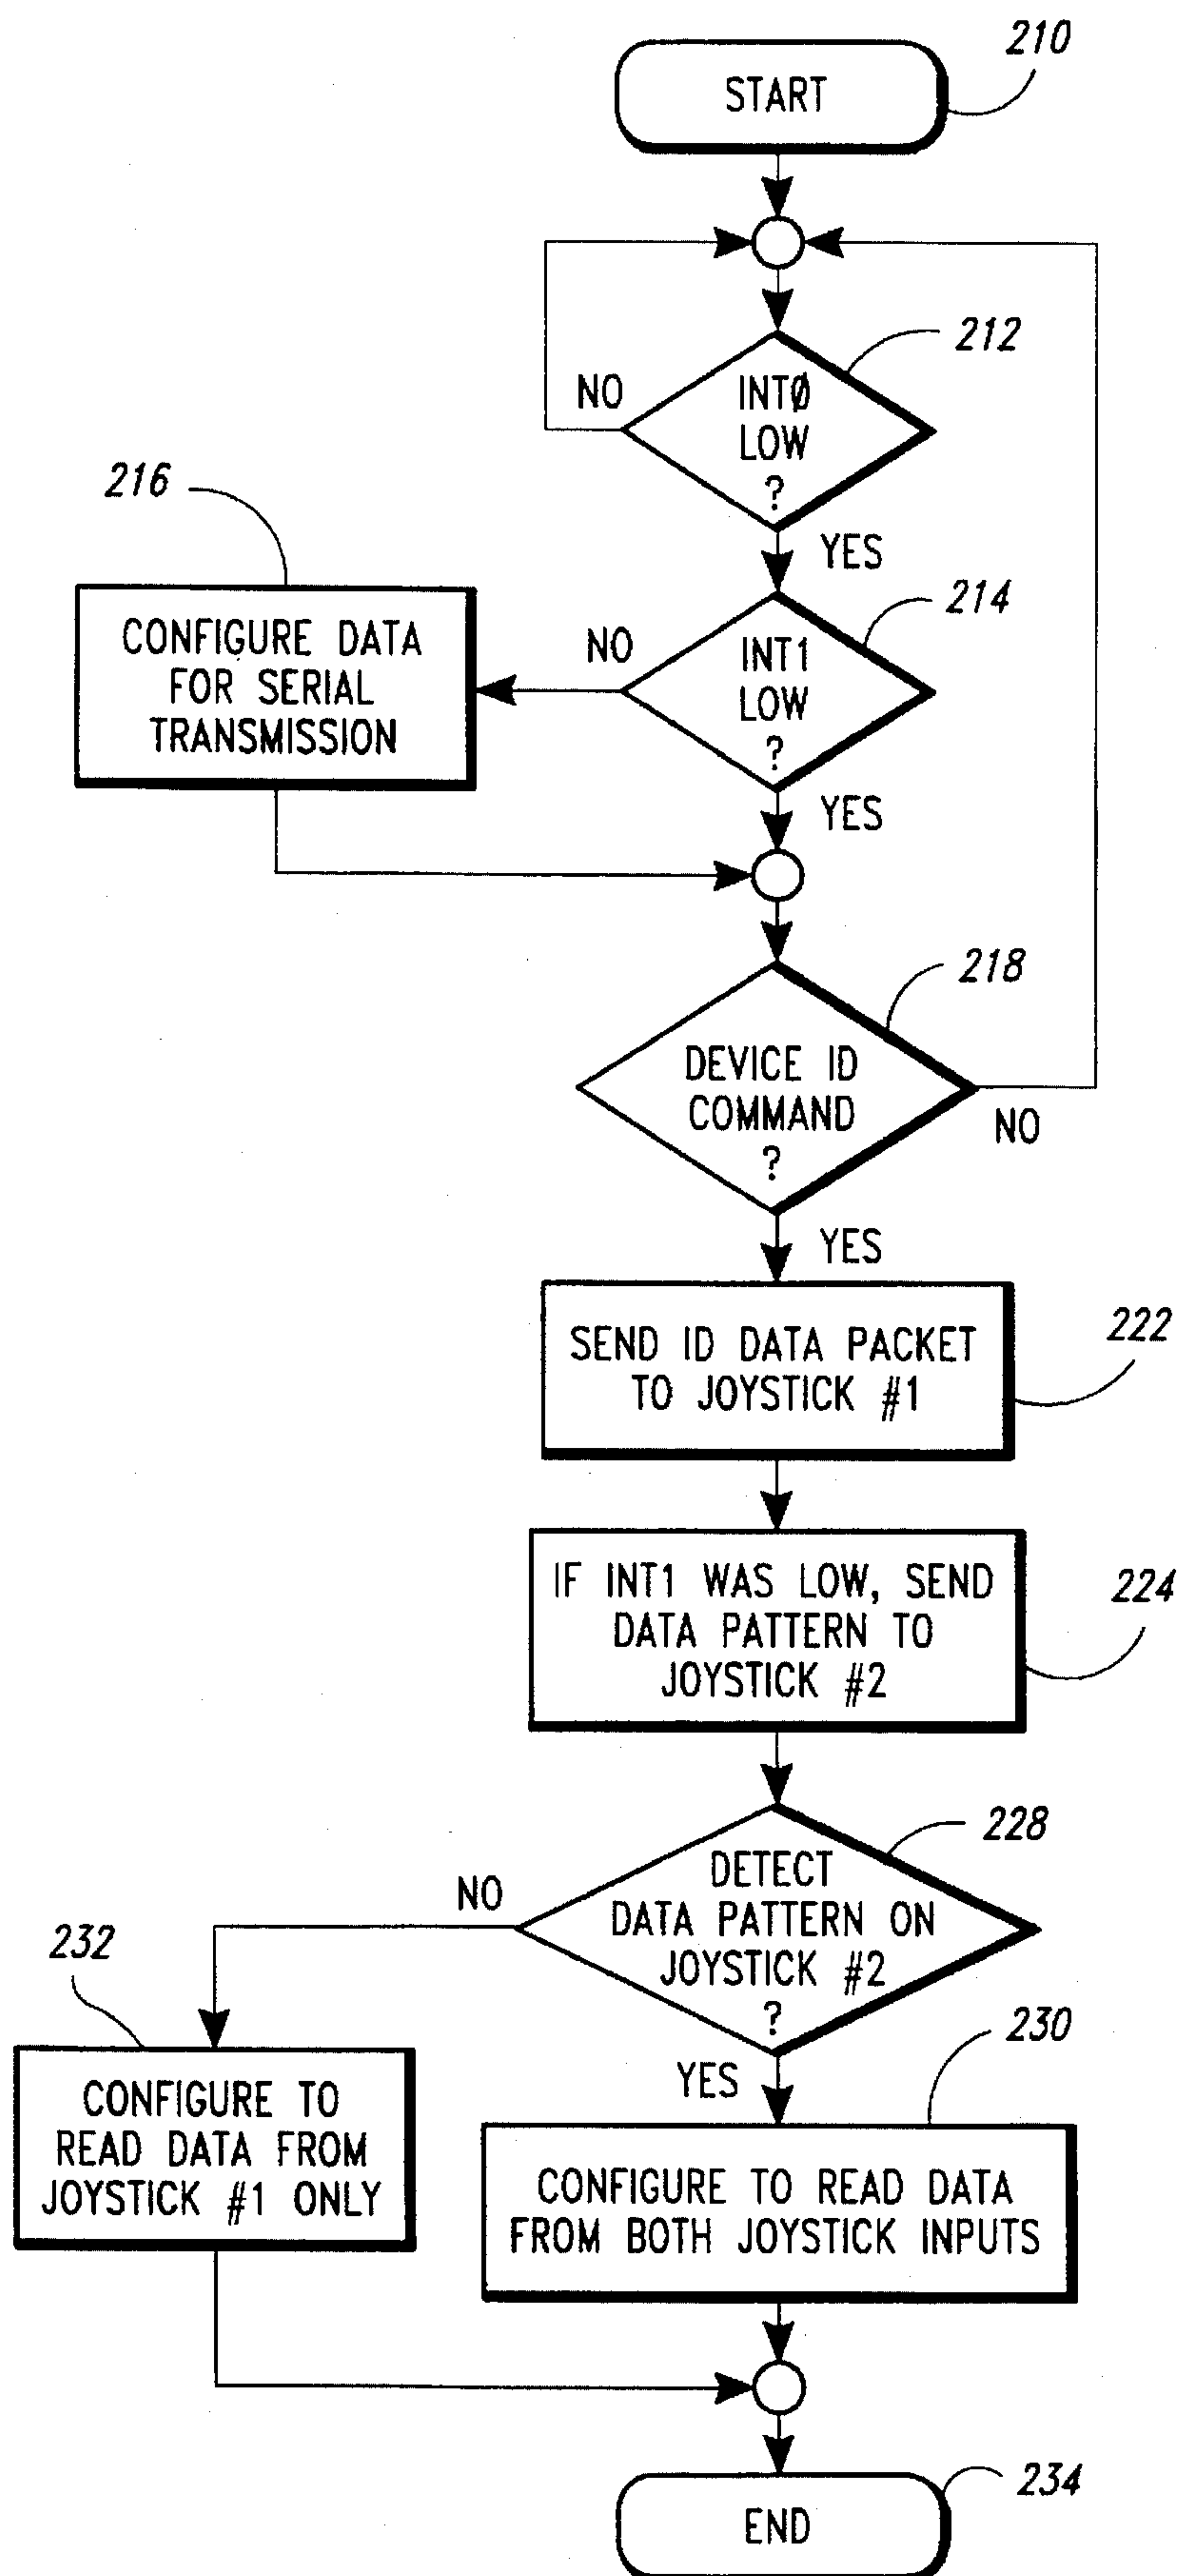 210
START
212
NO
INTØ
LOW
?
216
YES
214
CONFIGURE DATA
FOR SERIAL
TRANSMISSION
NO
INT1
LOW
?
YES
218
DEVICE ID
COMMAND
?
NO
YES
222
SEND ID DATA PACKET
TO JOYSTICK #1
224
IF INT1 WAS LOW, SEND
DATA PATTERN TO
JOYSTICK #2
228
NO
DETECT
DATA PATTERN ON
JOYSTICK #2
?
232
230
YES
CONFIGURE TO
READ DATA FROM
JOYSTICK #1 ONLY
CONFIGURE TO READ DATA
FROM BOTH JOYSTICK INPUTS
234
END